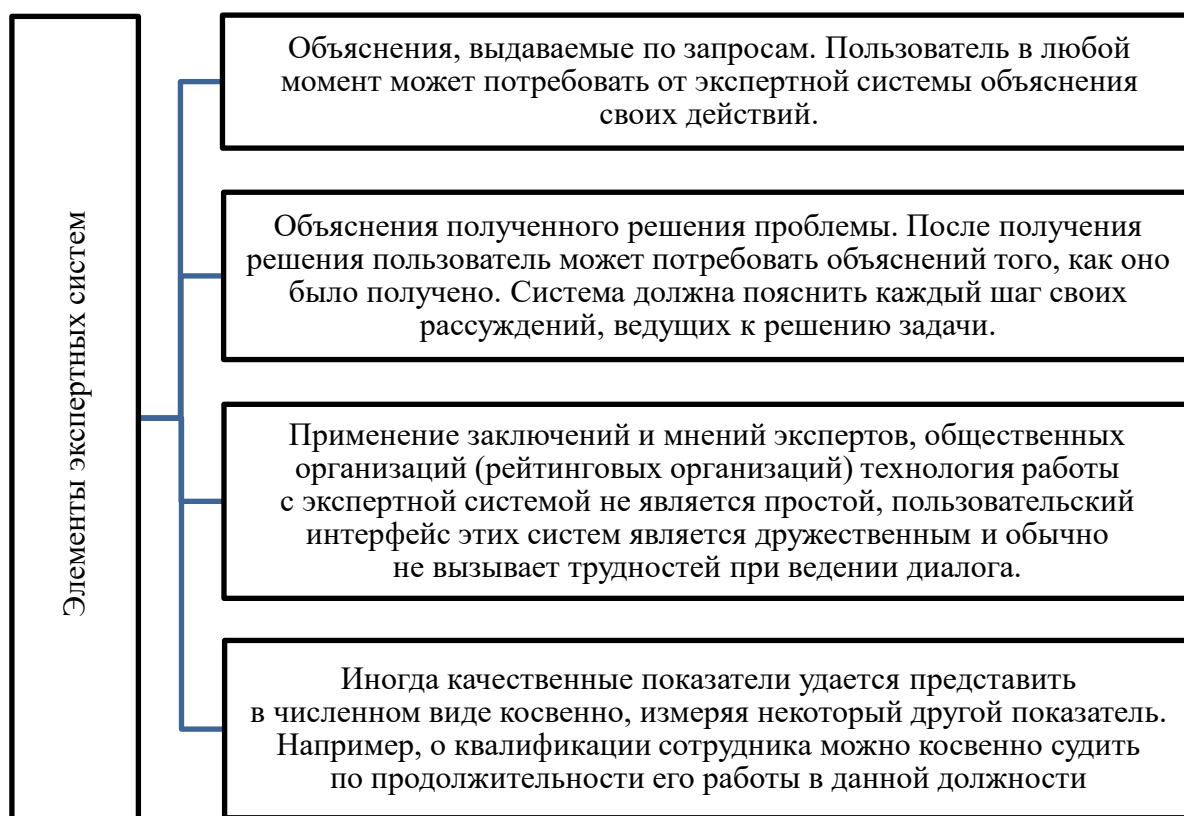 Элементы экспертных систем
Объяснения, выдаваемые по запросам. Пользователь в любой
момент может потребовать от экспертной системы объяснения
своих действий.
Объяснения полученного решения проблемы. После получения
решения пользователь может потребовать объяснений того, как оно
было получено. Система должна пояснить каждый шаг своих
рассуждений, ведущих к решению задачи.
Применение заключений и мнений экспертов, общественных
организаций (рейтинговых организаций) технология работы
с экспертной системой не является простой, пользовательский
интерфейс этих систем является дружественным и обычно
не вызывает трудностей при ведении диалога.
Иногда качественные показатели удается представить
в численном виде косвенно, измеряя некоторый другой показатель.
Например, о квалификации сотрудника можно косвенно судить
по продолжительности его работы в данной должности